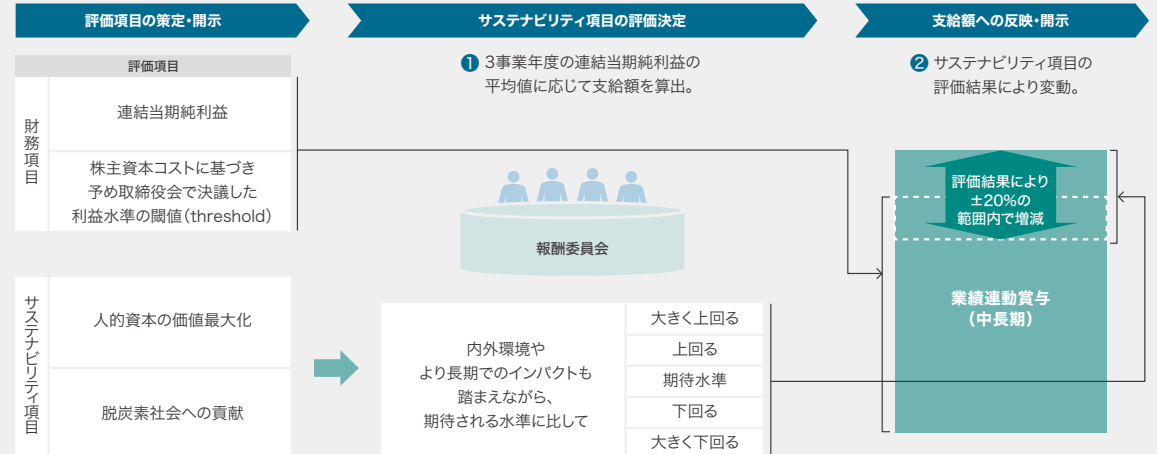 評価項目の策定・開示
サステナビリティ項目の評価決定
支給額への反映・開示
評価項目
財務項目
連結当期純利益
株主資本コストに基づき
予め取締役会で決議した
利益水準の閾値(threshold)
サステナビリティ項目
人的資本の価値最大化
脱炭素社会への貢献
1 3事業年度の連結当期純利益の
平均値に応じて支給額を算出。
報酬委員会
内外環境や
より長期でのインパクトも
踏まえながら、
期待される水準に比して
大きく上回る
上回る
期待水準
下回る
大きく下回る
2 サステナビリティ項目の
評価結果により変動。
評価結果により
±20%の
範囲内で増減
業績連動賞与
(中長期)